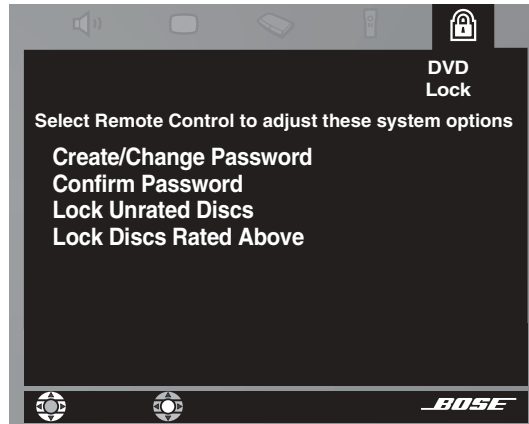 DVD
Lock
Select Remote Control to adjust these system options
Create/Change Password
Confirm Password
Lock Unrated Discs
Lock Discs Rated Above
BOSE